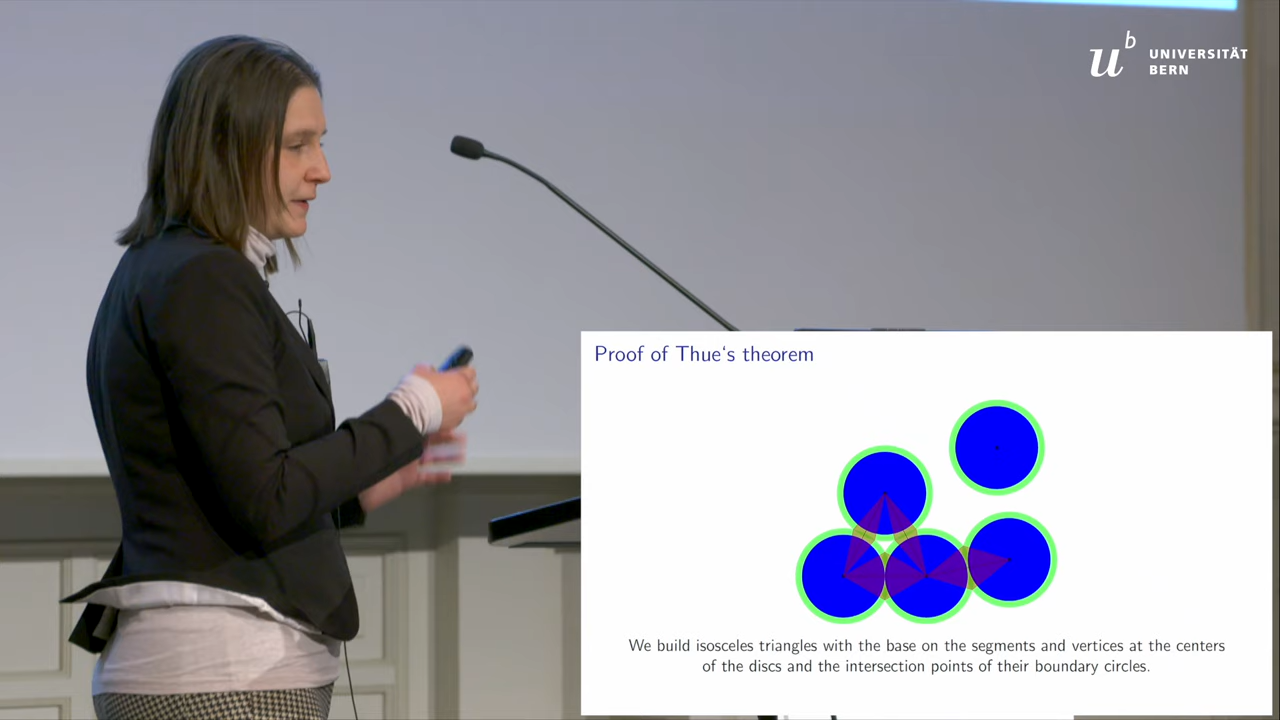 u^b UNIVERSITÄT
BERN
Proof of Thue‘s theorem
We build isosceles triangles with the base on the segments and vertices at the centers
of the discs and the intersection points of their boundary circles.